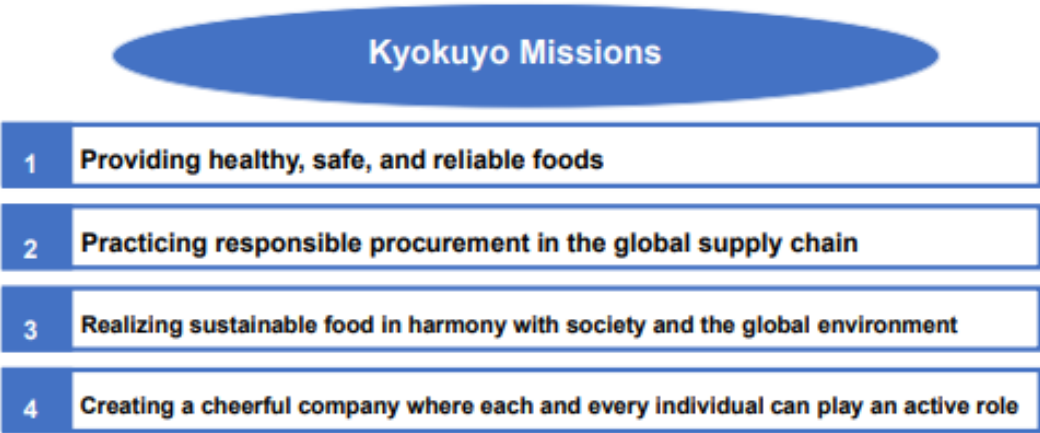 Kyokuyo Missions
1 Providing healthy, safe, and reliable foods
2 Practicing responsible procurement in the global supply chain
3 Realizing sustainable food in harmony with society and the global environment
4 Creating a cheerful company where each and every individual can play an active role